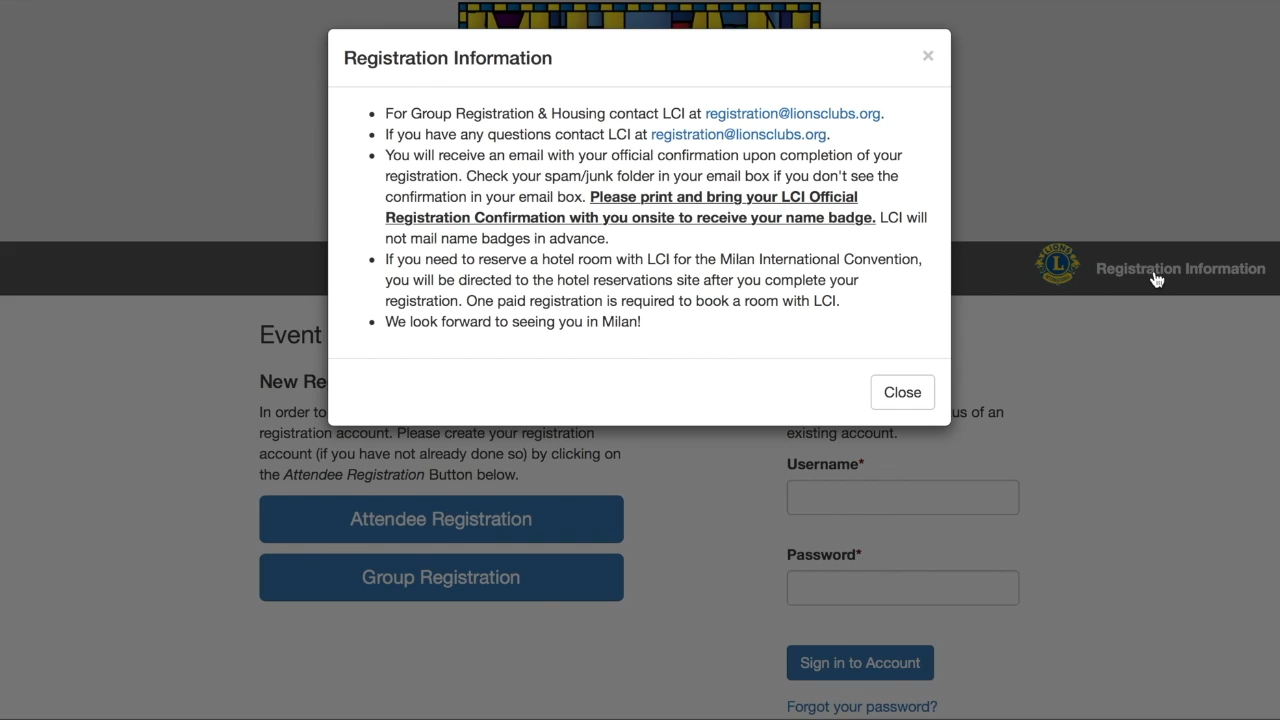 Registration Information
×
• For Group Registration & Housing contact LCI at registration@lionsclubs.org.
• If you have any questions contact LCI at registration@lionsclubs.org.
• You will receive an email with your official confirmation upon completion of your
registration. Check your spam/junk folder in your email box if you don't see the
confirmation in your email box. Please print and bring your LCI Official
Registration Confirmation with you onsite to receive your name badge. LCI will
not mail name badges in advance.
• If you need to reserve a hotel room with LCI for the Milan International Convention,
you will be directed to the hotel reservations site after you complete your
registration. One paid registration is required to book a room with LCI.
• We look forward to seeing you in Milan!
Close
LIONS
L
Registration Information
Event
New Re
In order to
registration account. Please create your registration
account (if you have not already done so) by clicking on
the Attendee Registration Button below.
Attendee Registration
Group Registration
us of an
existing account.
Username*
Password*
Sign in to Account
Forgot your password?